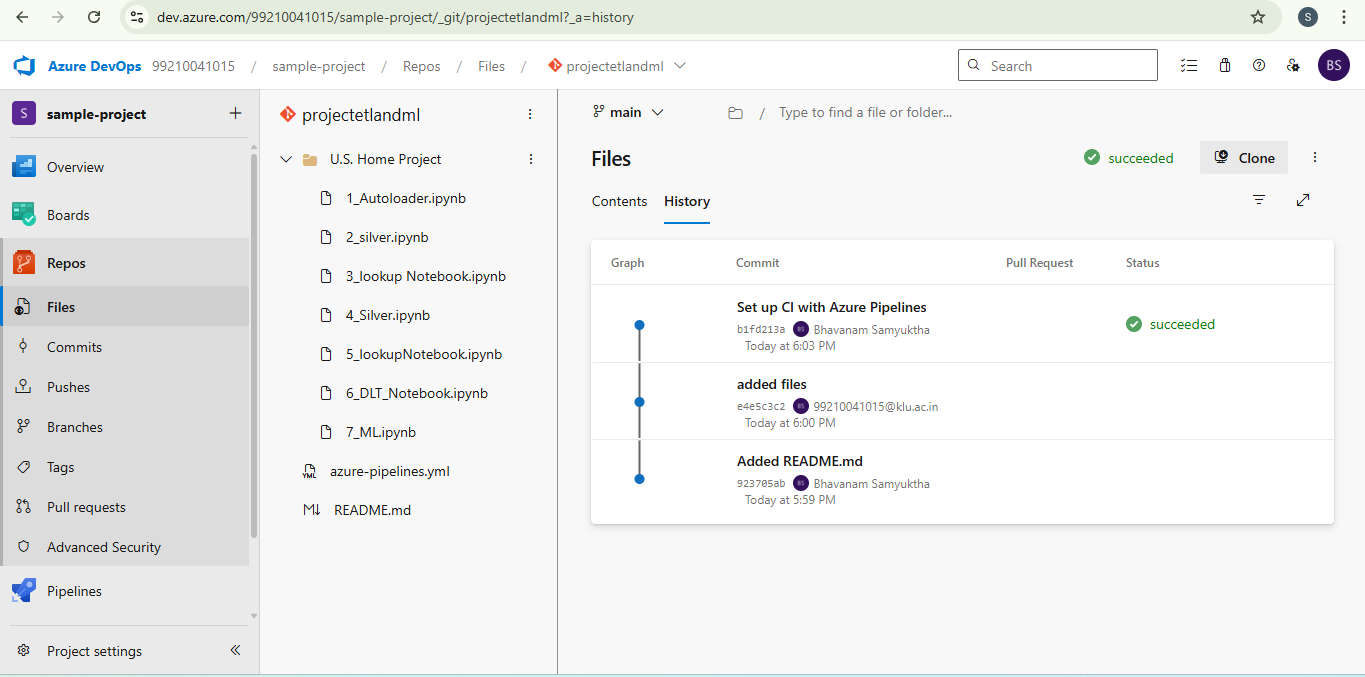 dev.azure.com/99210041015/sample-project/_git/projectetlandml?_a=history
S
Azure DevOps 99210041015 / sample-project / Repos / Files / projectetlandml
Search
BS
S sample-project +
Overview
Boards
Repos
Files
Commits
Pushes
Branches
Tags
Pull requests
Advanced Security
Pipelines
Project settings
projectetlandml
U.S. Home Project
1_Autoloader.ipynb
2_silver.ipynb
3_lookup Notebook.ipynb
4_Silver.ipynb
5_lookupNotebook.ipynb
6_DLT_Notebook.ipynb
7_ML.ipynb
YML azure-pipelines.yml
M↓ README.md
main / Type to find a file or folder...
Files
succeeded
Clone
Contents History
Graph Commit Pull Request Status
Set up CI with Azure Pipelines
b1fd213a BS Bhavanam Samyuktha
Today at 6:03 PM
succeeded
added files
e4e5c3c2 BS 99210041015@klu.ac.in
Today at 6:00 PM
Added README.md
923705ab BS Bhavanam Samyuktha
Today at 5:59 PM